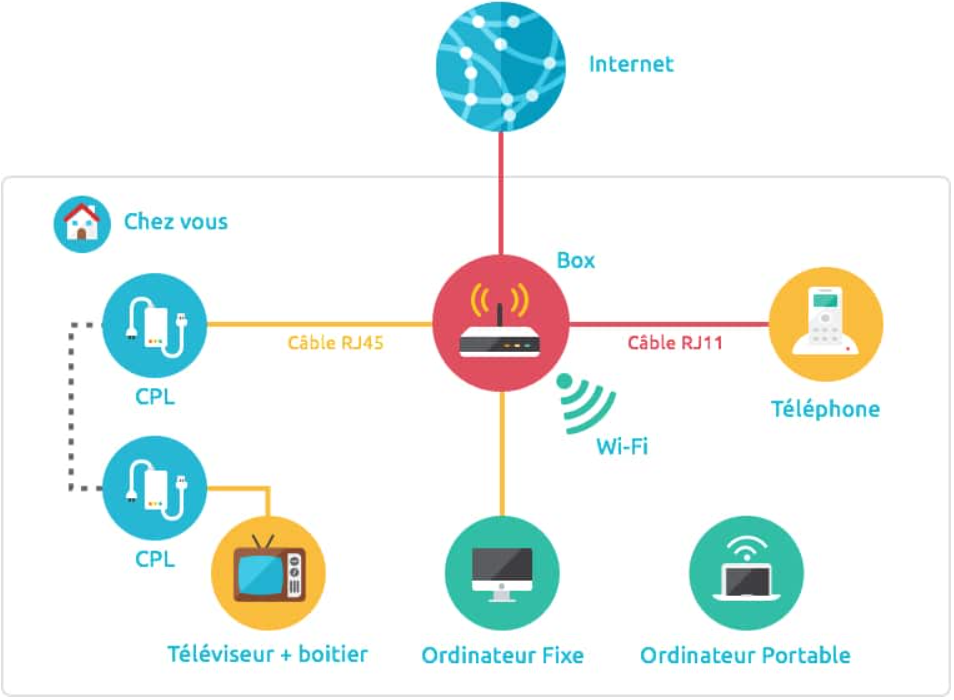 Internet
Chez vous
Box
Câble RJ45
Câble RJ11
CPL
Téléphone
Wi-Fi
CPL
Téléviseur + boitier
Ordinateur Fixe
Ordinateur Portable